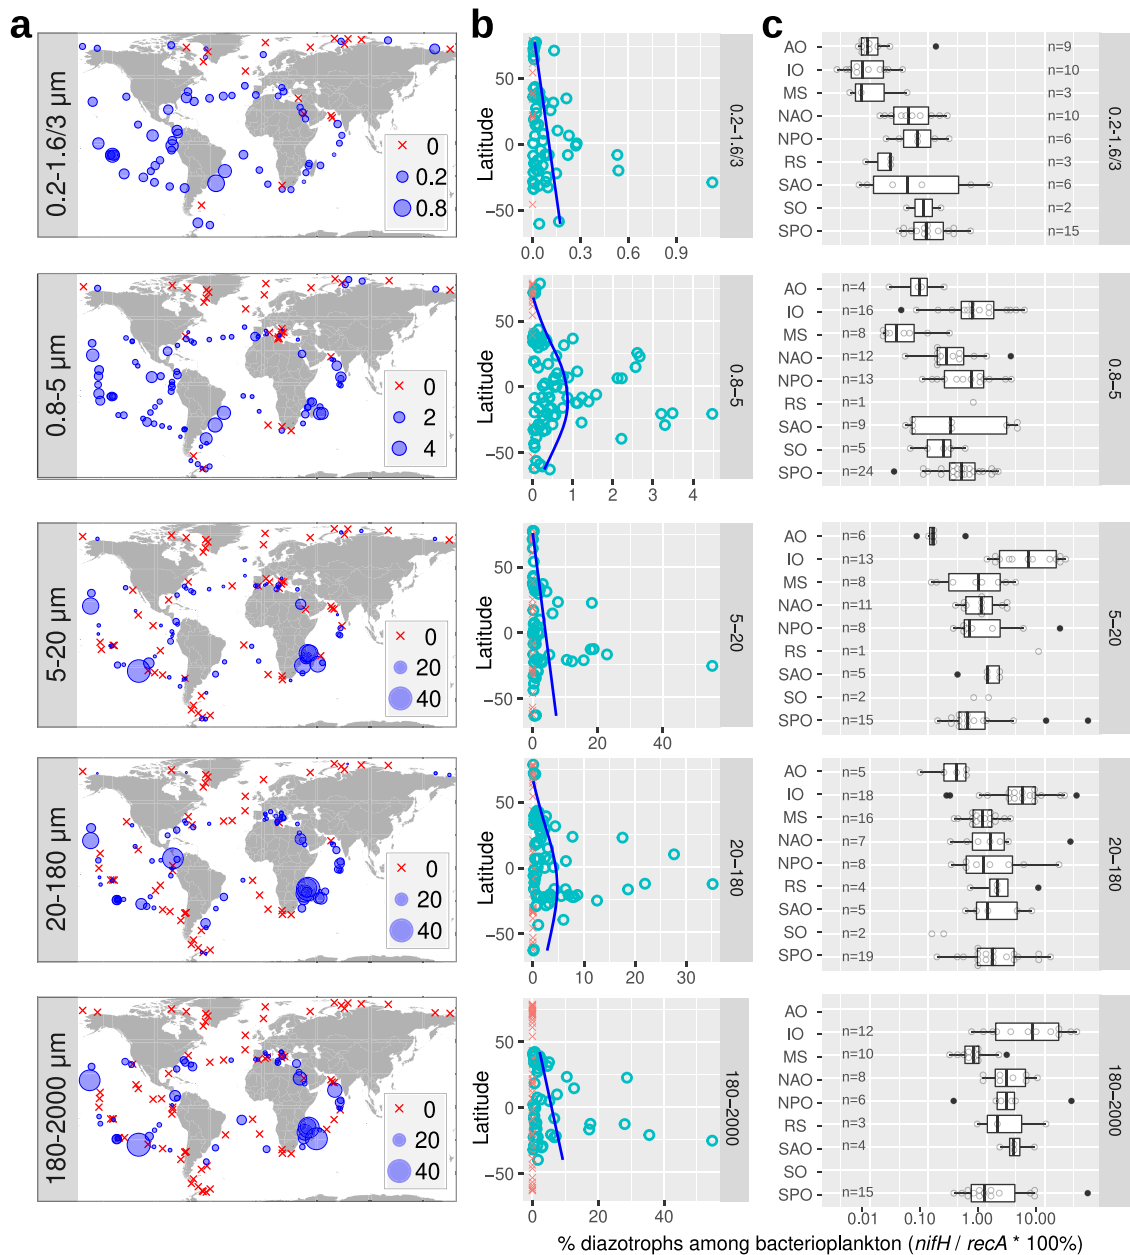 a
b
c
0.2–1.6/3 µm
0
0.2
0.8
Latitude
50
0
−50
0.0
0.3
0.6
0.9
0.2–1.6/3
AO
IO
MS
NAO
NPO
RS
SAO
SO
SPO
n=9
n=10
n=3
n=10
n=6
n=3
n=6
n=2
n=15
0.2–1.6/3
0.8–5 µm
0
2
4
Latitude
50
0
−50
0
1
2
3
4
0.8–5
AO
IO
MS
NAO
NPO
RS
SAO
SO
SPO
n=4
n=16
n=8
n=12
n=13
n=1
n=9
n=5
n=24
0.8–5
5–20 µm
0
20
40
Latitude
50
0
−50
0
20
40
5–20
AO
IO
MS
NAO
NPO
RS
SAO
SO
SPO
n=6
n=13
n=8
n=11
n=8
n=1
n=5
n=2
n=15
5–20
20–180 µm
0
20
40
Latitude
50
0
−50
0
10
20
30
20–180
AO
IO
MS
NAO
NPO
RS
SAO
SO
SPO
n=5
n=18
n=16
n=7
n=8
n=4
n=5
n=2
n=19
20–180
180–2000 µm
0
20
40
Latitude
50
0
−50
0
20
40
180–2000
AO
IO
MS
NAO
NPO
RS
SAO
SO
SPO
n=12
n=10
n=8
n=6
n=3
n=4
n=15
180–2000
0.01
0.10
1.00
10.00
% diazotrophs among bacterioplankton (nifH / recA * 100%)